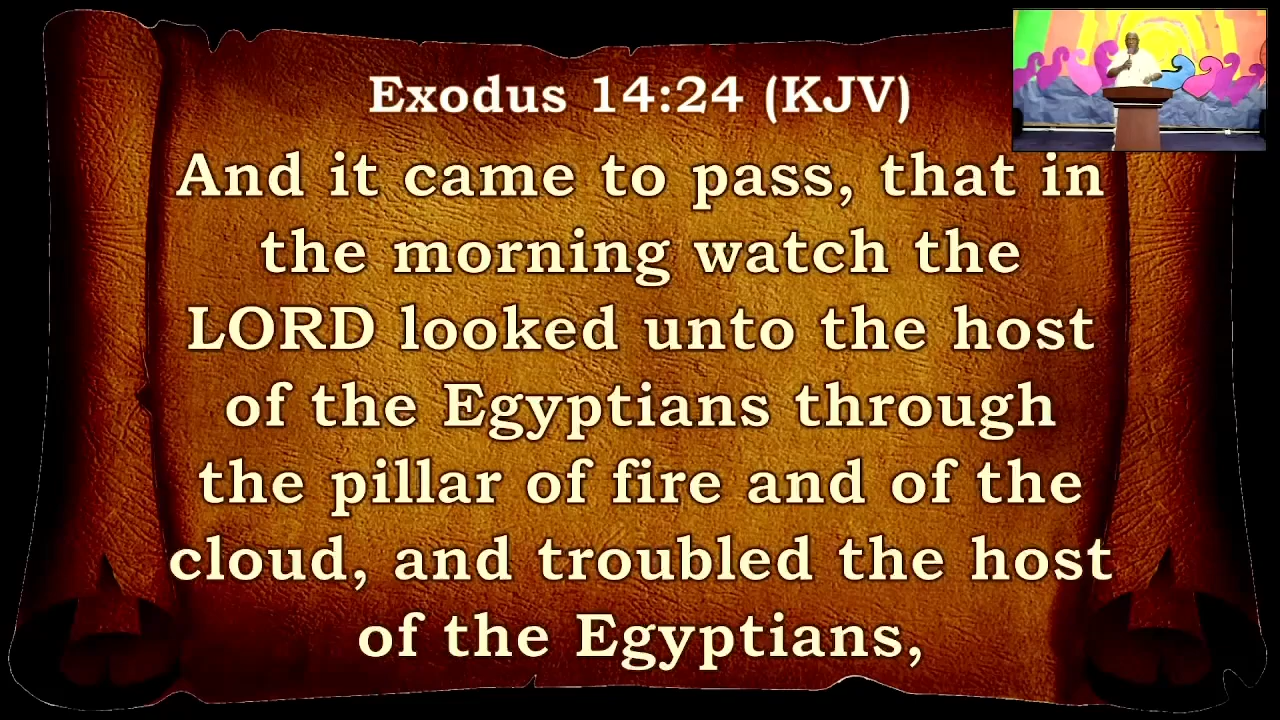 Exodus 14:24 (KJV)
And it came to pass, that in
the morning watch the
LORD looked unto the host
of the Egyptians through
the pillar of fire and of the
cloud, and troubled the host
of the Egyptians,